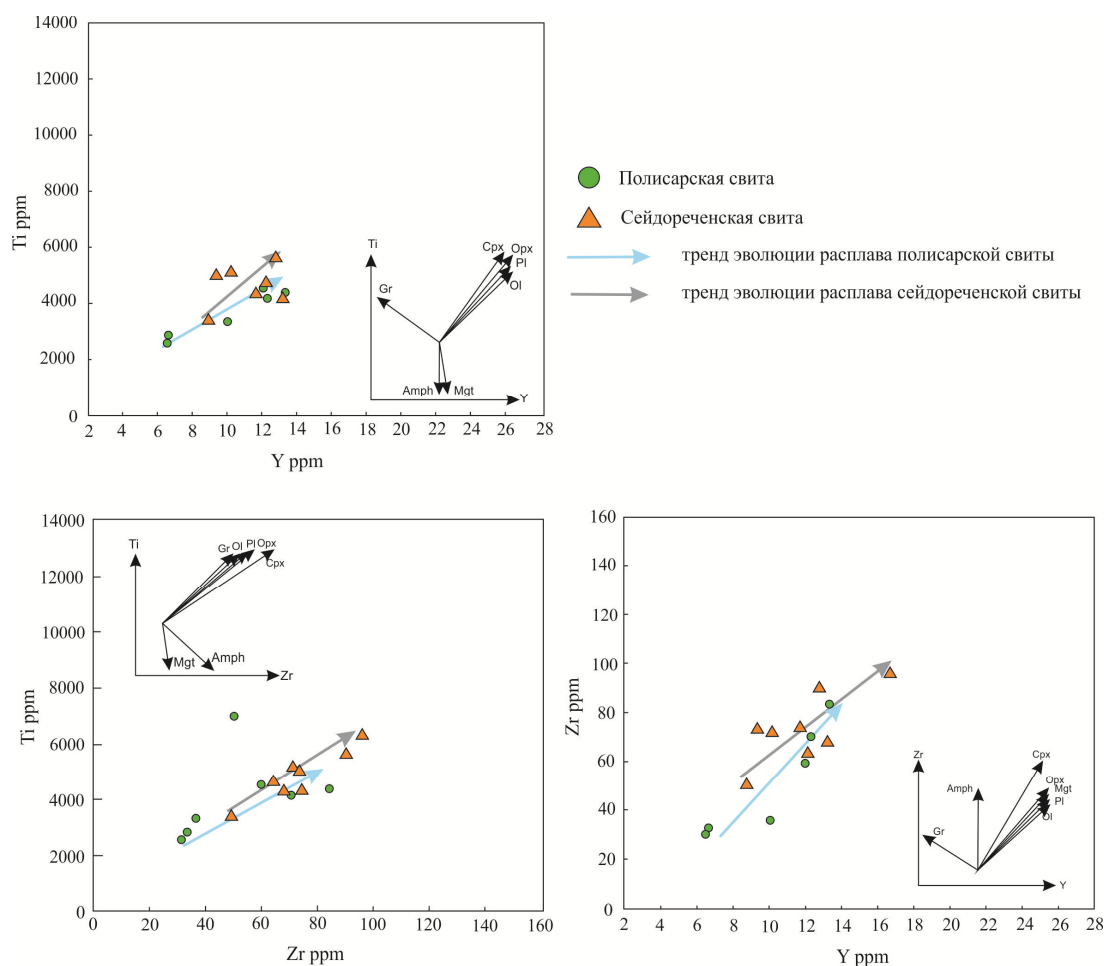 14000
12000
10000
8000
6000
4000
2000
0
Ti ppm
2 4 6 8 10 12 14 16 18 20 22 24 26 28
Y ppm
Ti
Gr
Cpx
Opx
Pl
Ol
Amph
Mgt
Y
Полисарская свита
Сейдореченская свита
тренд эволюции расплава полисарской свиты
тренд эволюции расплава сейдореченской свиты
14000
12000
10000
8000
6000
4000
2000
0
Ti ppm
0 20 40 60 80 100 120 140 160
Zr ppm
Ti
Gr Ol Pl Opx
Cpx
Mgt
Amph
Zr
160
140
120
100
80
60
40
20
0
Zr ppm
2 4 6 8 10 12 14 16 18 20 22 24 26 28
Y ppm
Zr
Cpx
Amph
Opx
Mgt
Pl
Ol
Gr
Y